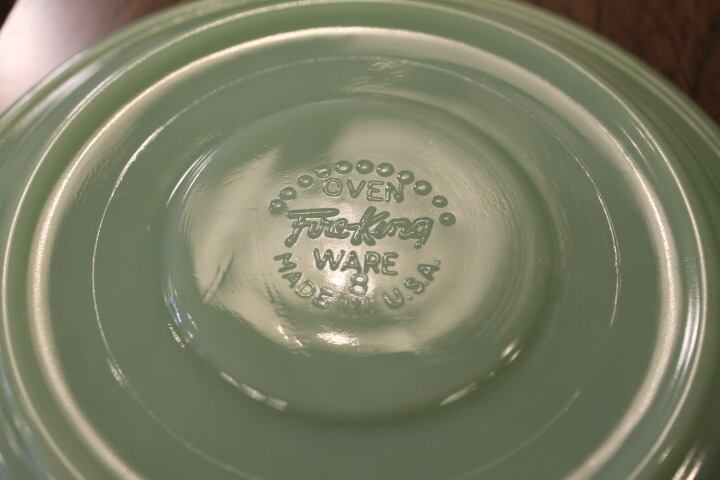 OVEN
Fire-King
WARE
8
MADE IN U.S.A.